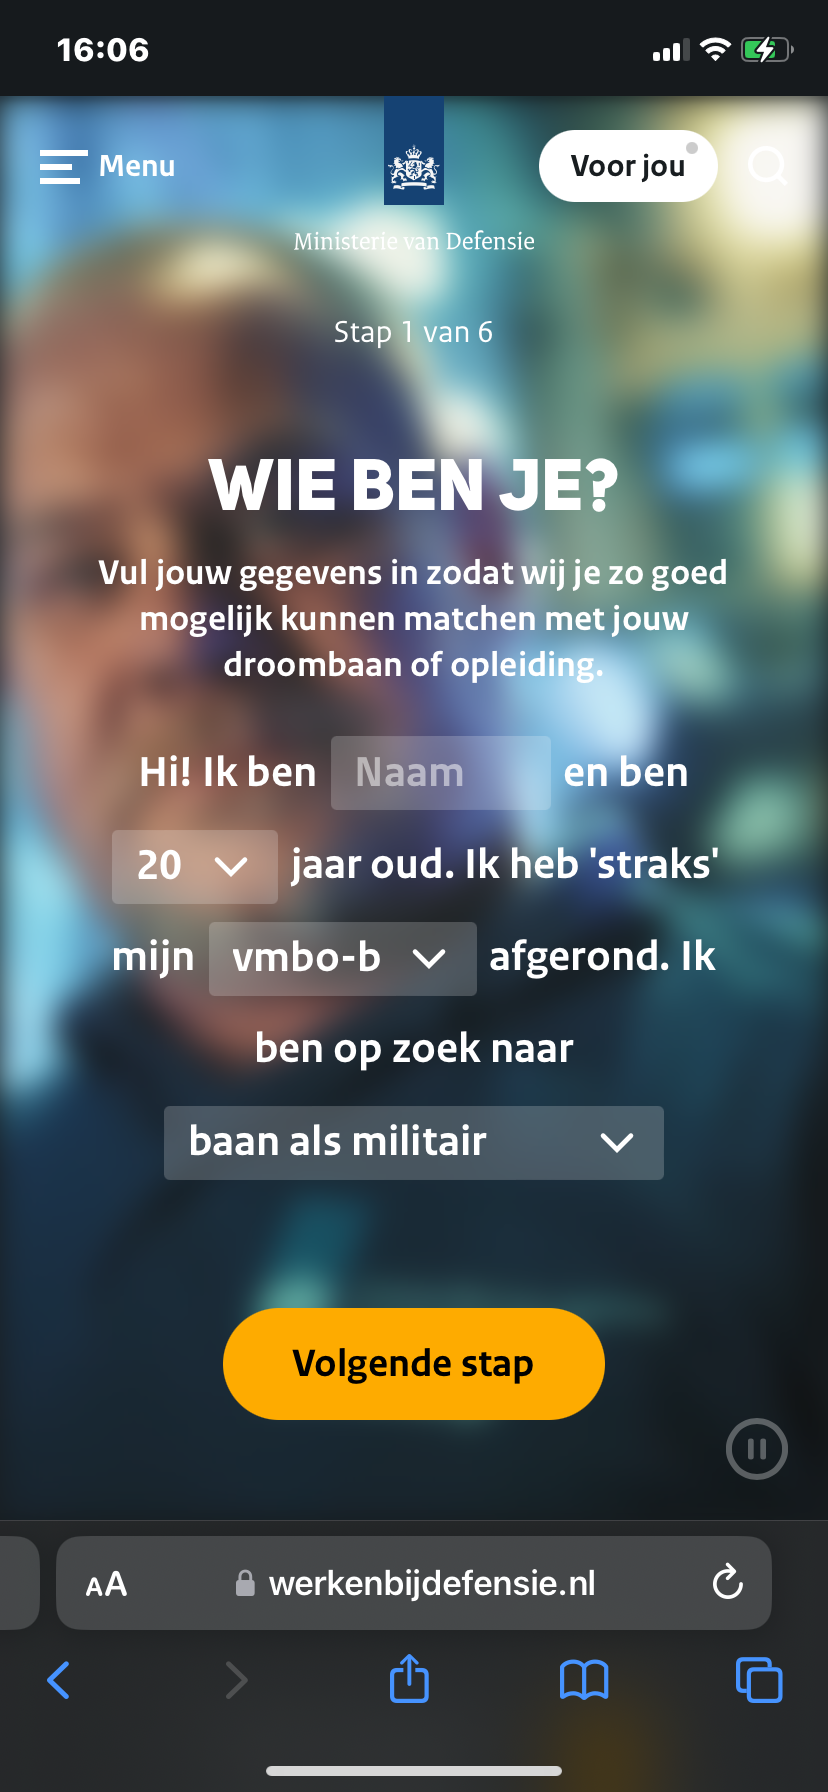 16:06
Menu
Voor jou
Ministerie van Defensie
Stap 1 van 6
WIE BEN JE?
Vul jouw gegevens in zodat wij je zo goed
mogelijk kunnen matchen met jouw
droombaan of opleiding.
Hi! Ik ben Naam en ben
20 jaar oud. Ik heb 'straks'
mijn vmbo-b afgerond. Ik
ben op zoek naar
baan als militair
Volgende stap
AA werkenbijdefensie.nl